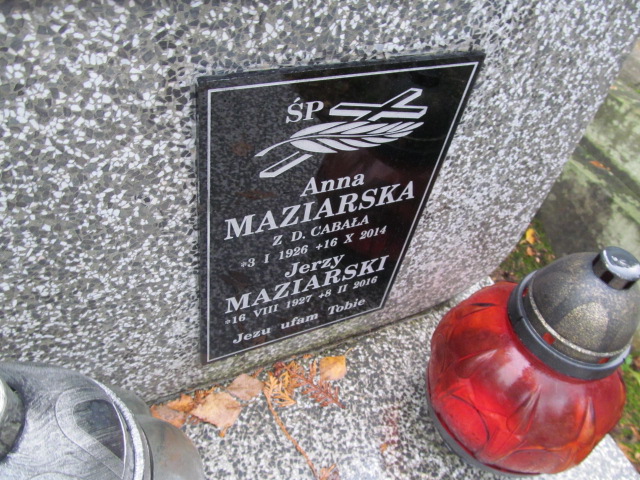 ŚP
Anna
MAZIARSKA
Z D. CABAŁA
*3 I 1926 +16 X 2014
Jerzy
MAZIARSKI
*16 VIII 1927 +8 II 2016
Jezu ufam Tobie